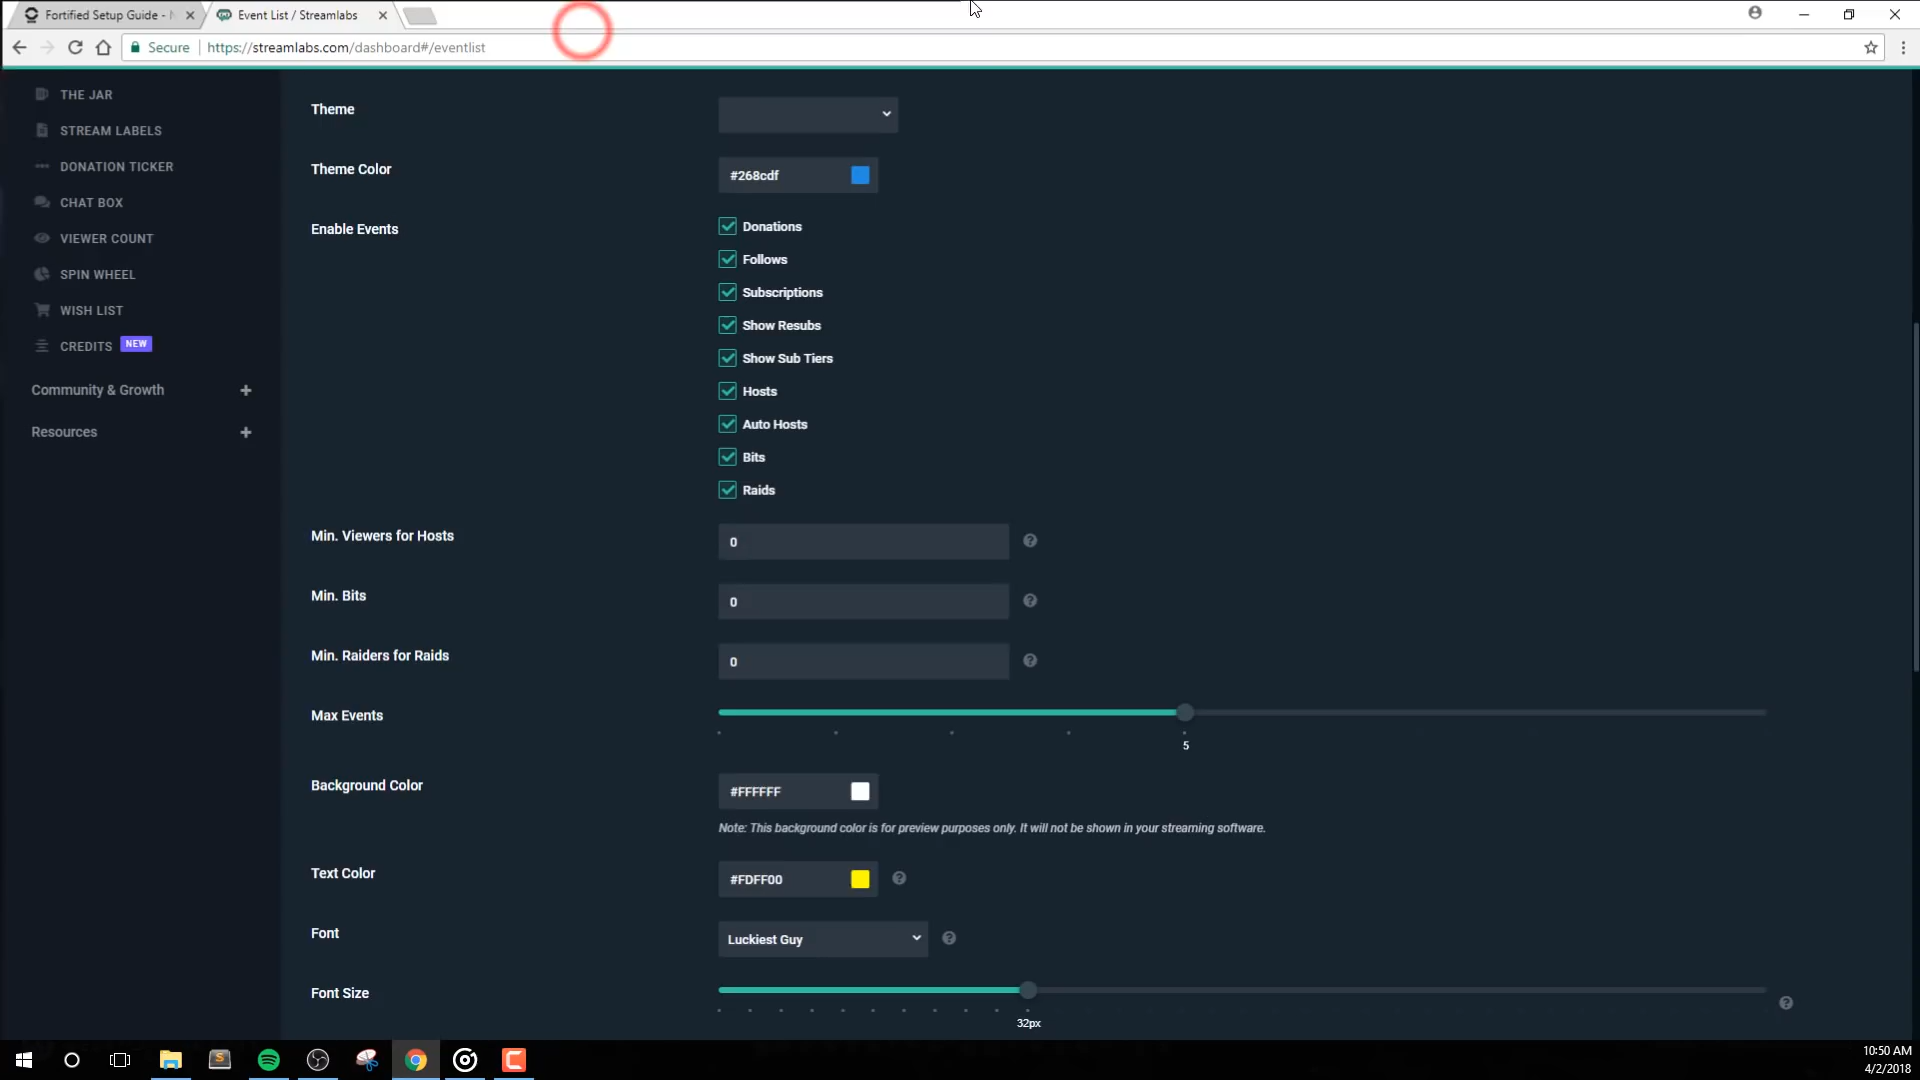 Fortified Setup Guide -
Event List / Streamlabs
Secure
https://streamlabs.com/dashboard#/eventlist
THE JAR
STREAM LABELS
DONATION TICKER
CHAT BOX
VIEWER COUNT
SPIN WHEEL
WISH LIST
CREDITS NEW
Community & Growth +
Resources +
Theme
Theme Color
#268cdf
Enable Events
Donations
Follows
Subscriptions
Show Resubs
Show Sub Tiers
Hosts
Auto Hosts
Bits
Raids
Min. Viewers for Hosts
0
Min. Bits
0
Min. Raiders for Raids
0
Max Events
5
Background Color
#FFFFFF
Note: This background color is for preview purposes only. It will not be shown in your streaming software.
Text Color
#FDFF00
Font
Luckiest Guy
Font Size
32px
10:50 AM
4/2/2018